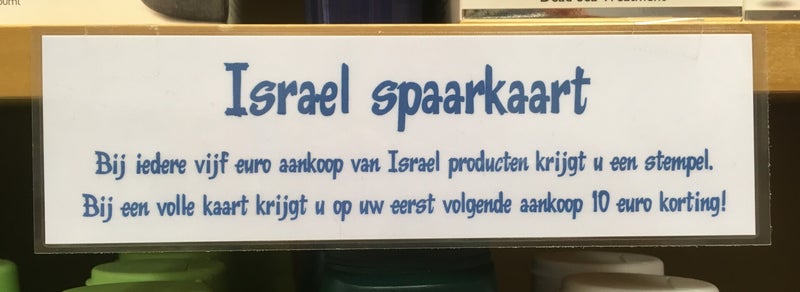 Israel spaarkaart
Bij iedere vijf euro aankoop van Israel producten krijgt u een stempel.
Bij een volle kaart krijgt u op uw eerst volgende aankoop 10 euro korting!